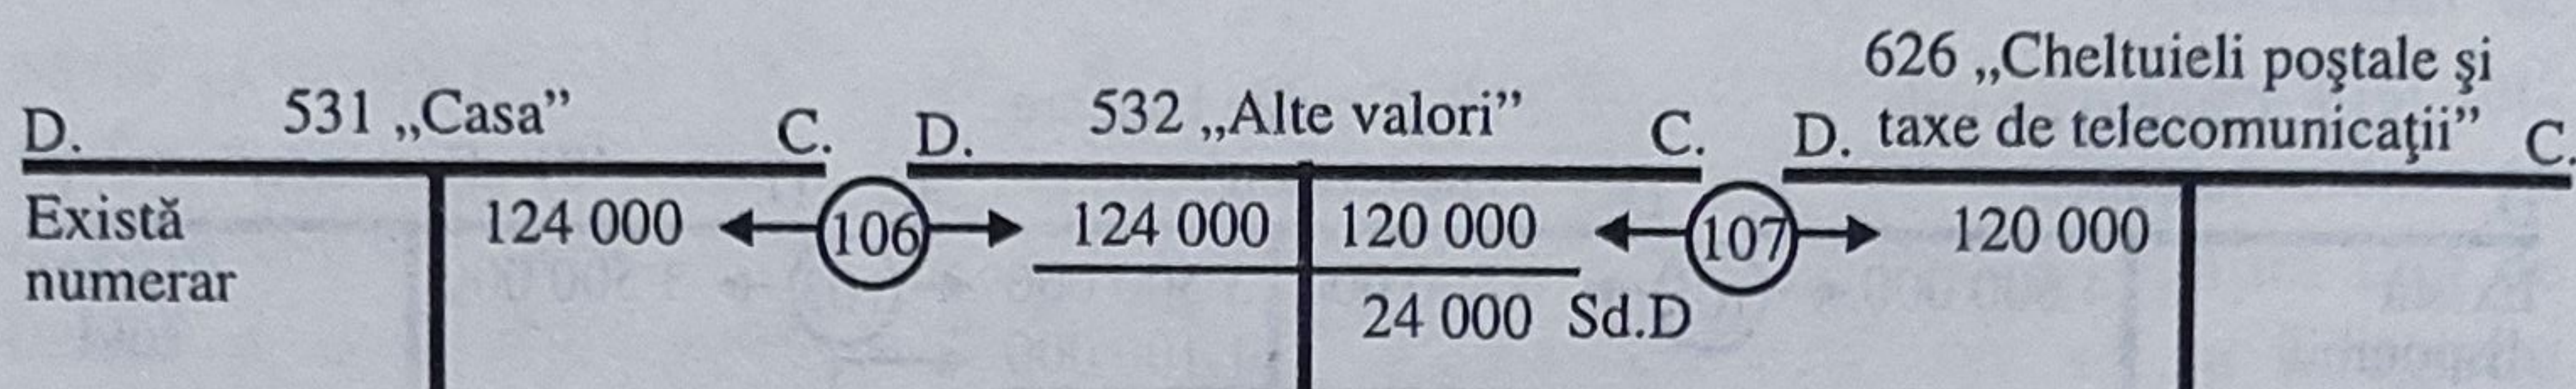 626 „Cheltuieli poştale şi
D. 531 „Casa” C. D. 532 „Alte valori” C. D. taxe de telecomunicaţii” C.
Există 124 000 106 124 000 120 000 107 120 000
numerar 24 000 Sd.D